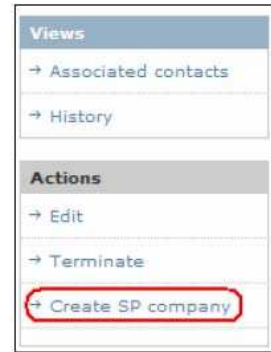 Views
→ Associated contacts
→ History
Actions
→ Edit
→ Terminate
→ Create SP company